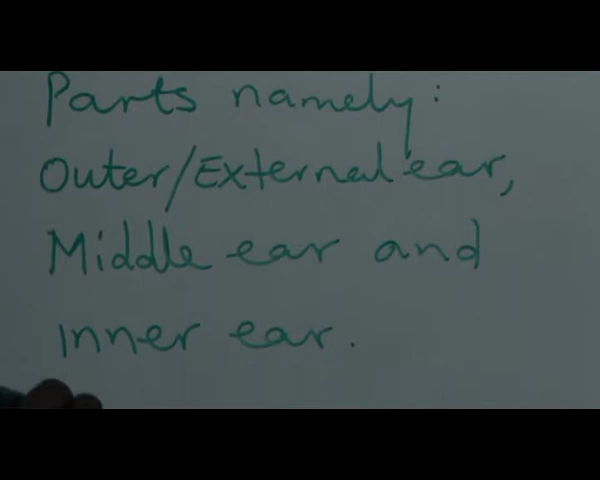 Parts namely:
Outer/External ear,
Middle ear and
inner ear.